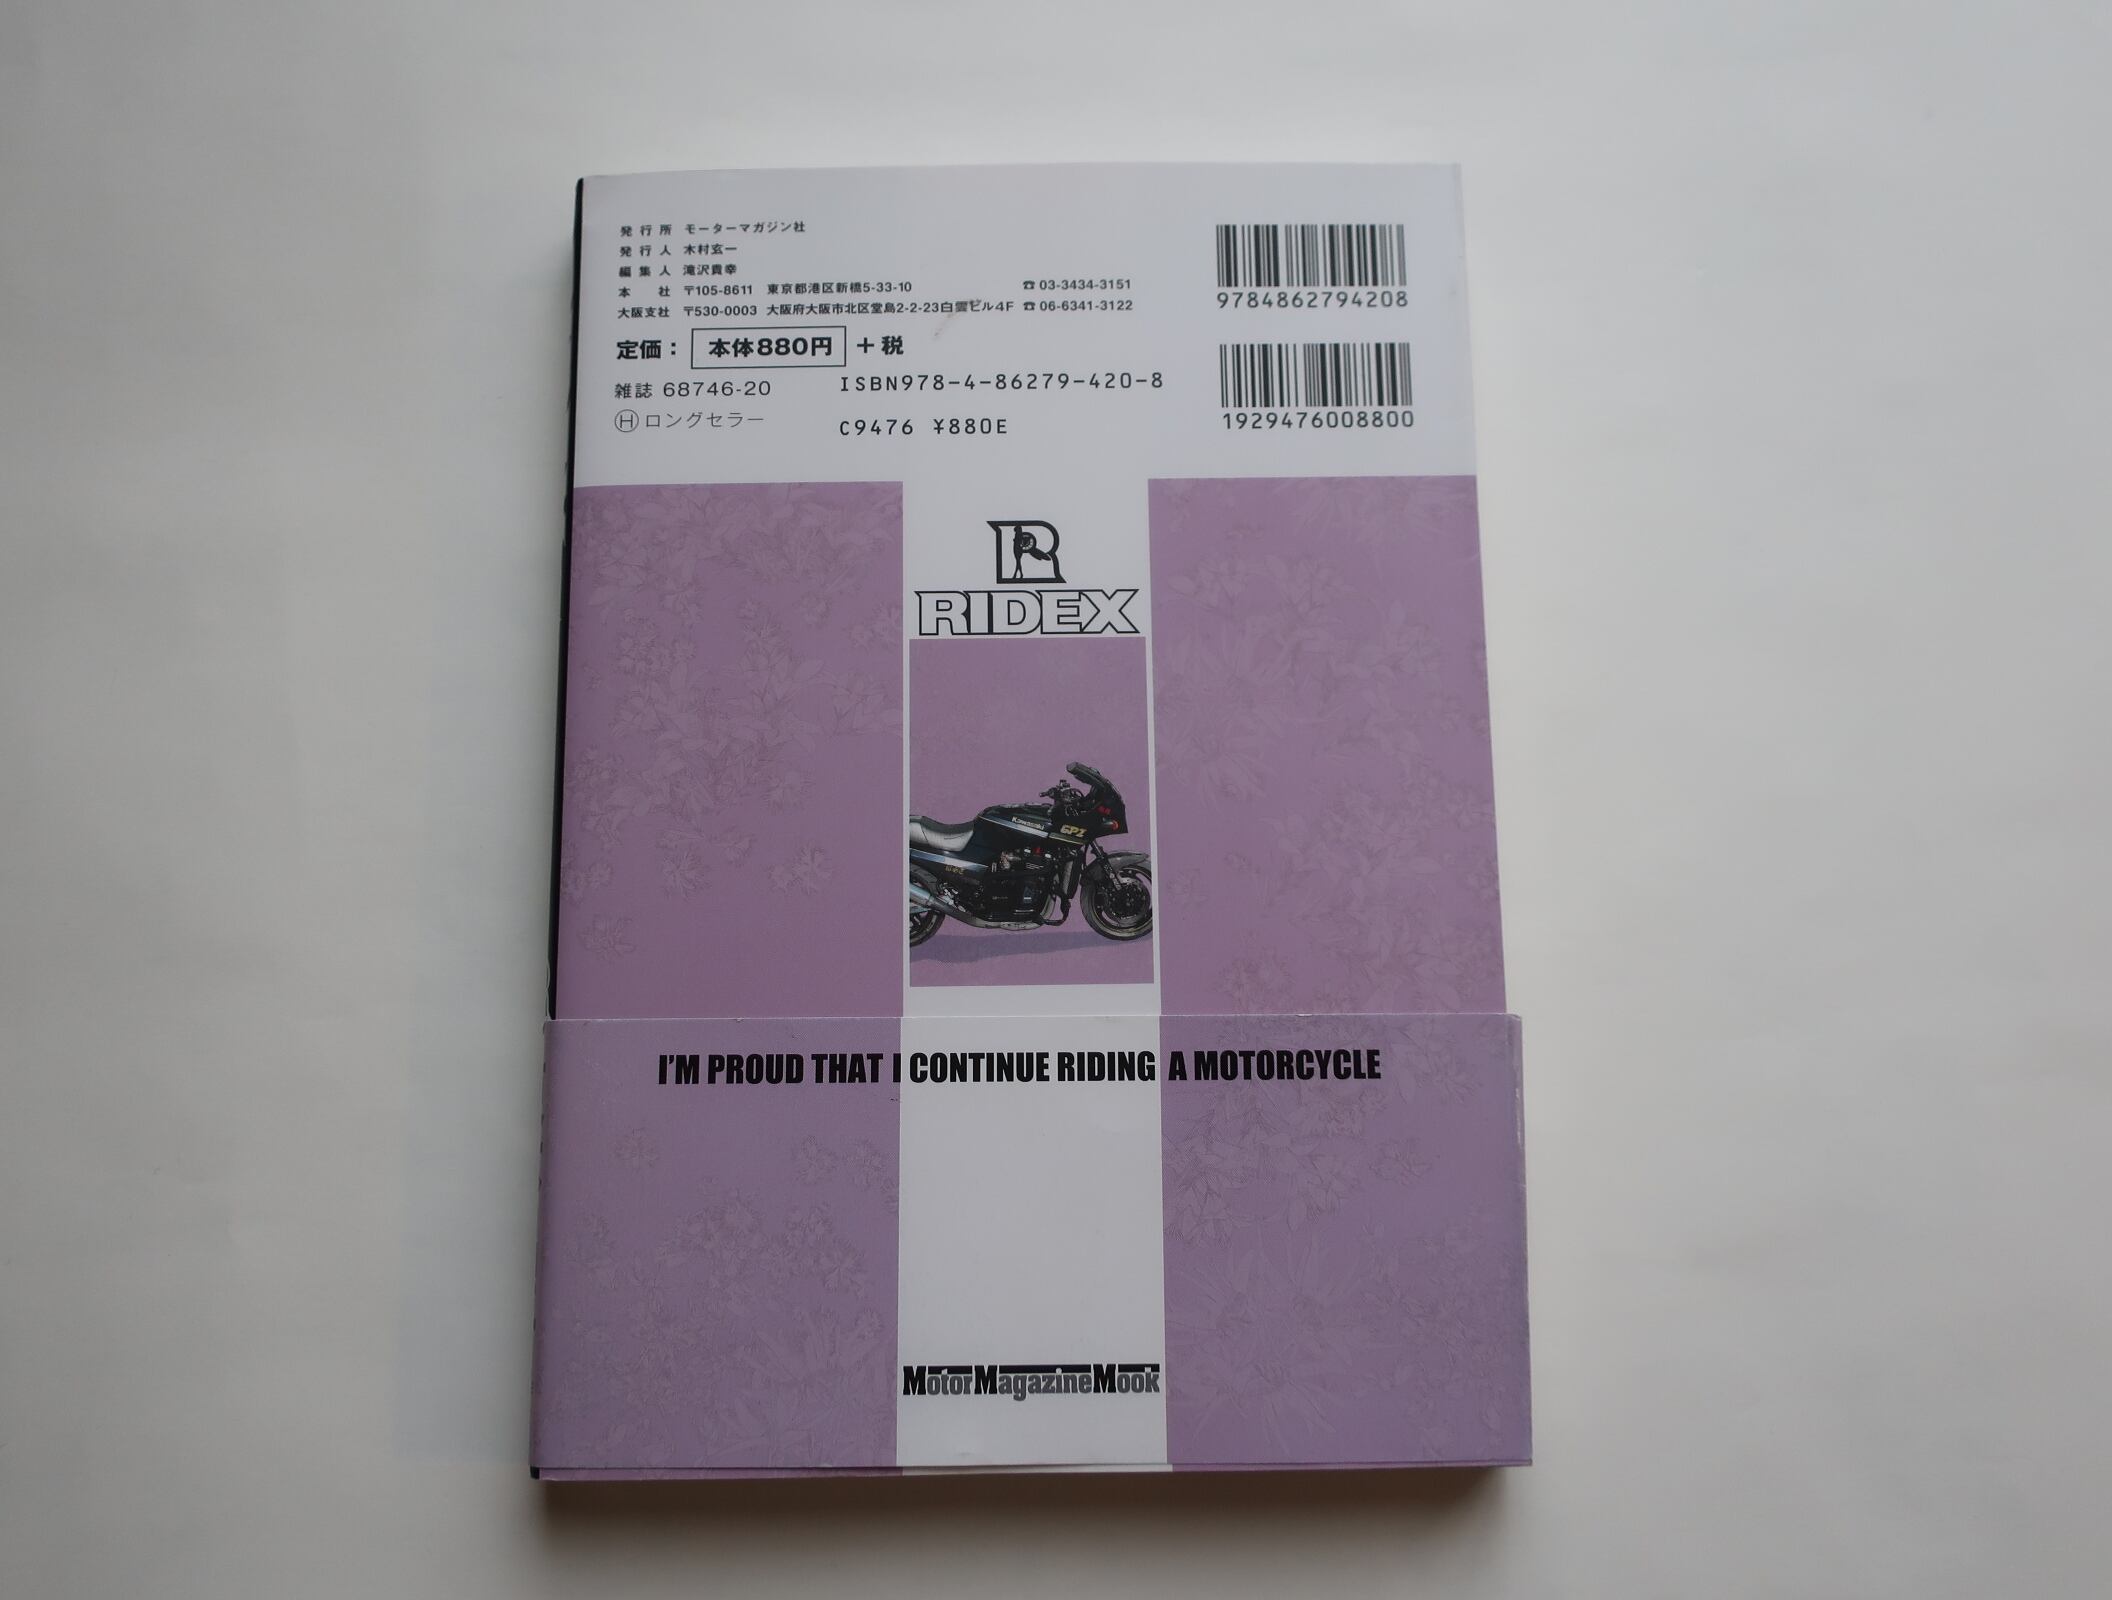 発行所 モーターマガジン社
発行人 木村玄一
編集人 滝沢貴幸
本 社 〒105-8611 東京都港区新橋5-33-10 ☎03-3434-3151
大阪支社 〒530-0003 大阪府大阪市北区堂島2-2-23白雲ビル4F ☎06-6341-3122
定価： 本体880円 ＋税
雑誌 68746-20
Ⓗロングセラー
ISBN978-4-86279-420-8
C9476 ¥880E
9784862794208
1929476008800
R
RIDEX
Kawasaki
GPZ
I'M PROUD THAT I CONTINUE RIDING A MOTORCYCLE
MotorMagazineMook